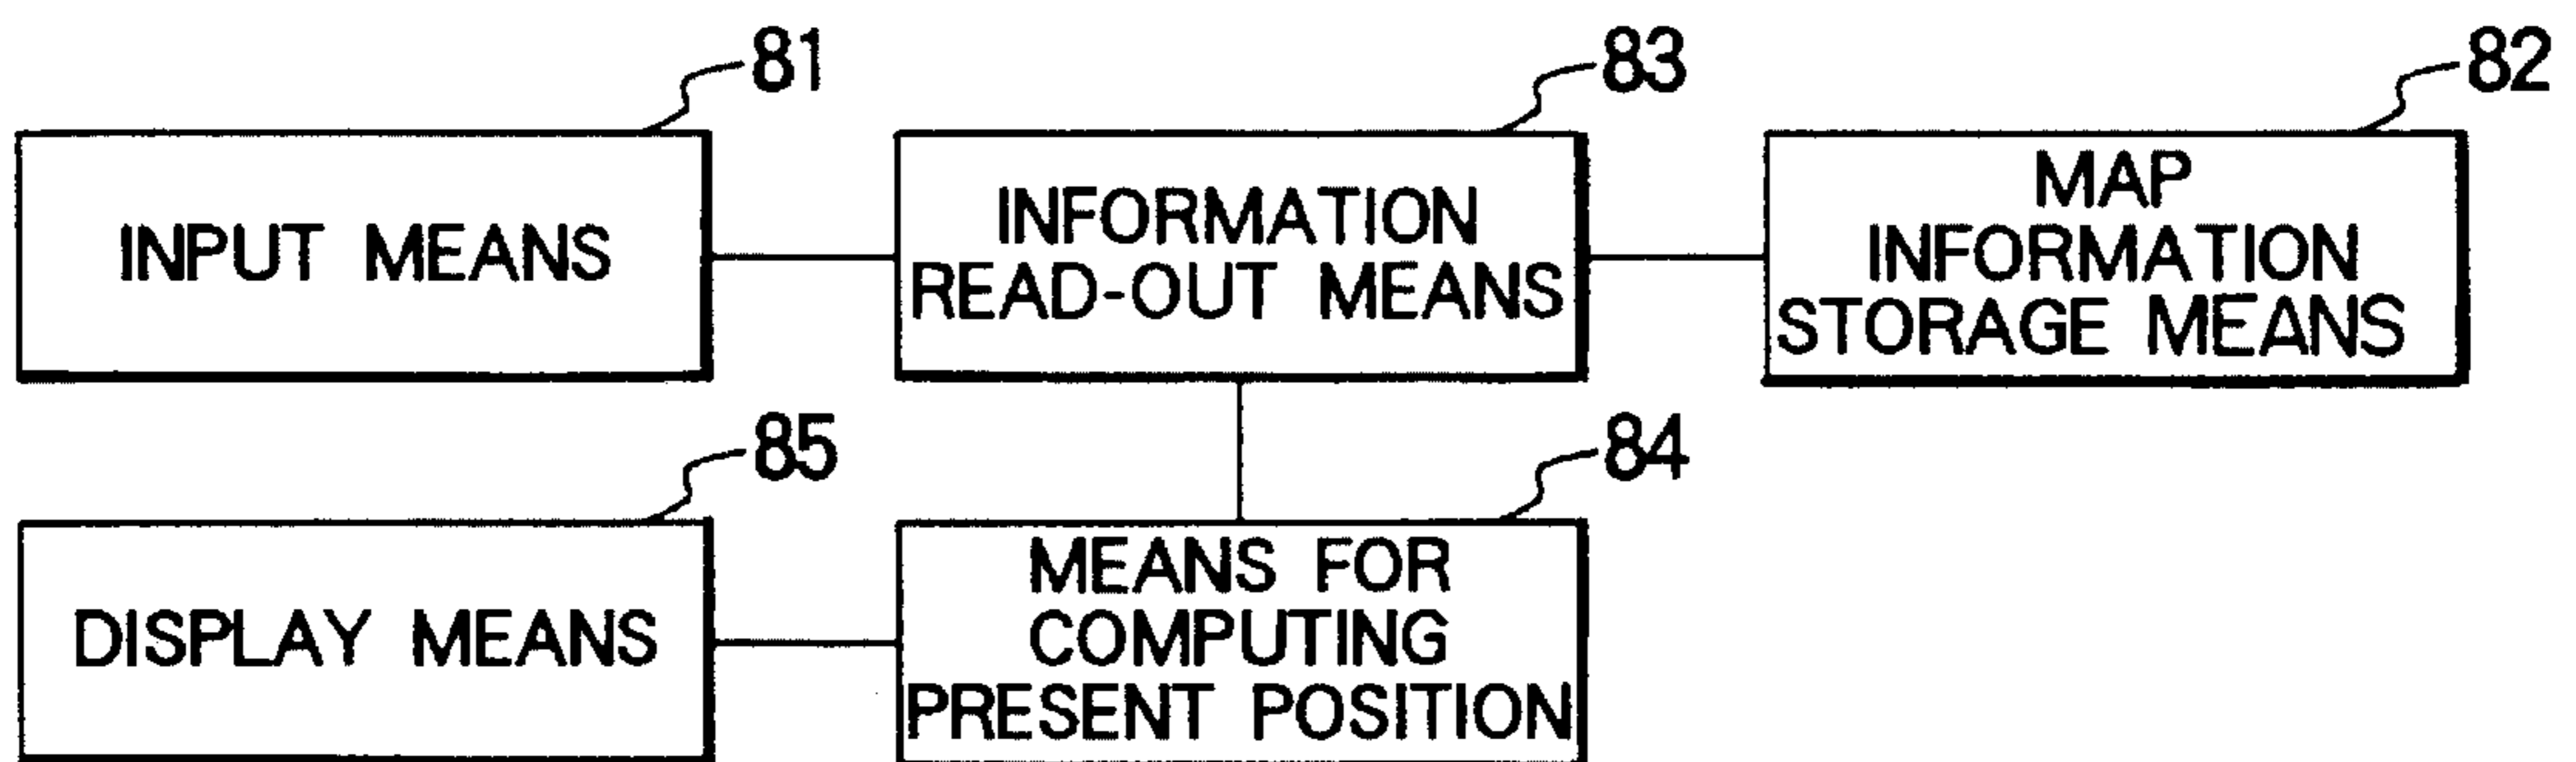 81
83
82
INPUT MEANS
INFORMATION
READ-OUT MEANS
MAP
INFORMATION
STORAGE MEANS
85
84
DISPLAY MEANS
MEANS FOR
COMPUTING
PRESENT POSITION